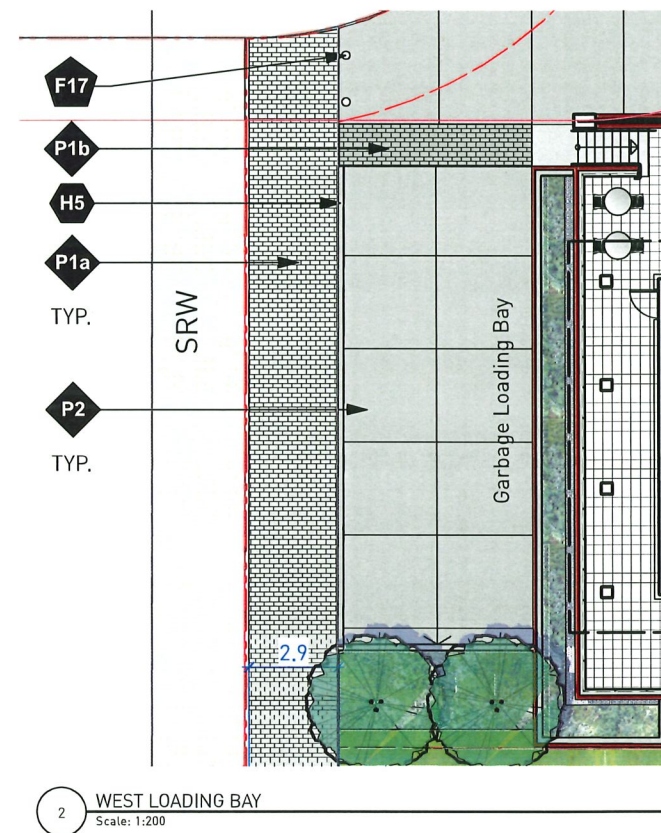 F17
P1b
H5
P1a
TYP.
SRW
P2
TYP.
Garbage Loading Bay
2.9
2
WEST LOADING BAY
Scale: 1:200